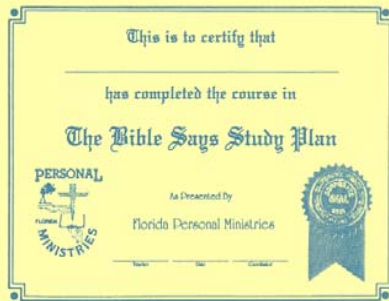 This is to certify that
has completed the course in
The Bible Says Study Plan
PERSONAL
FLORIDA
MINISTRIES
As Presented By
Florida Personal Ministries